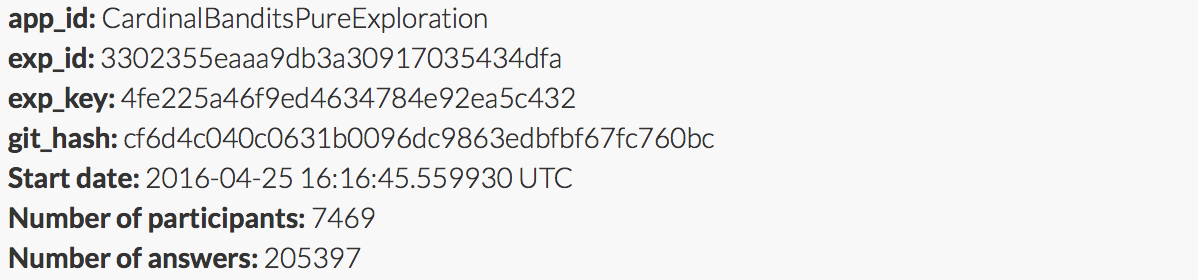 app_id: CardinalBanditsPureExploration
exp_id: 3302355eaaa9db3a30917035434dfa
exp_key: 4fe225a46f9ed4634784e92ea5c432
git_hash: cf6d4c040c0631b0096dc9863edbfbf67fc760bc
Start date: 2016-04-25 16:16:45.559930 UTC
Number of participants: 7469
Number of answers: 205397